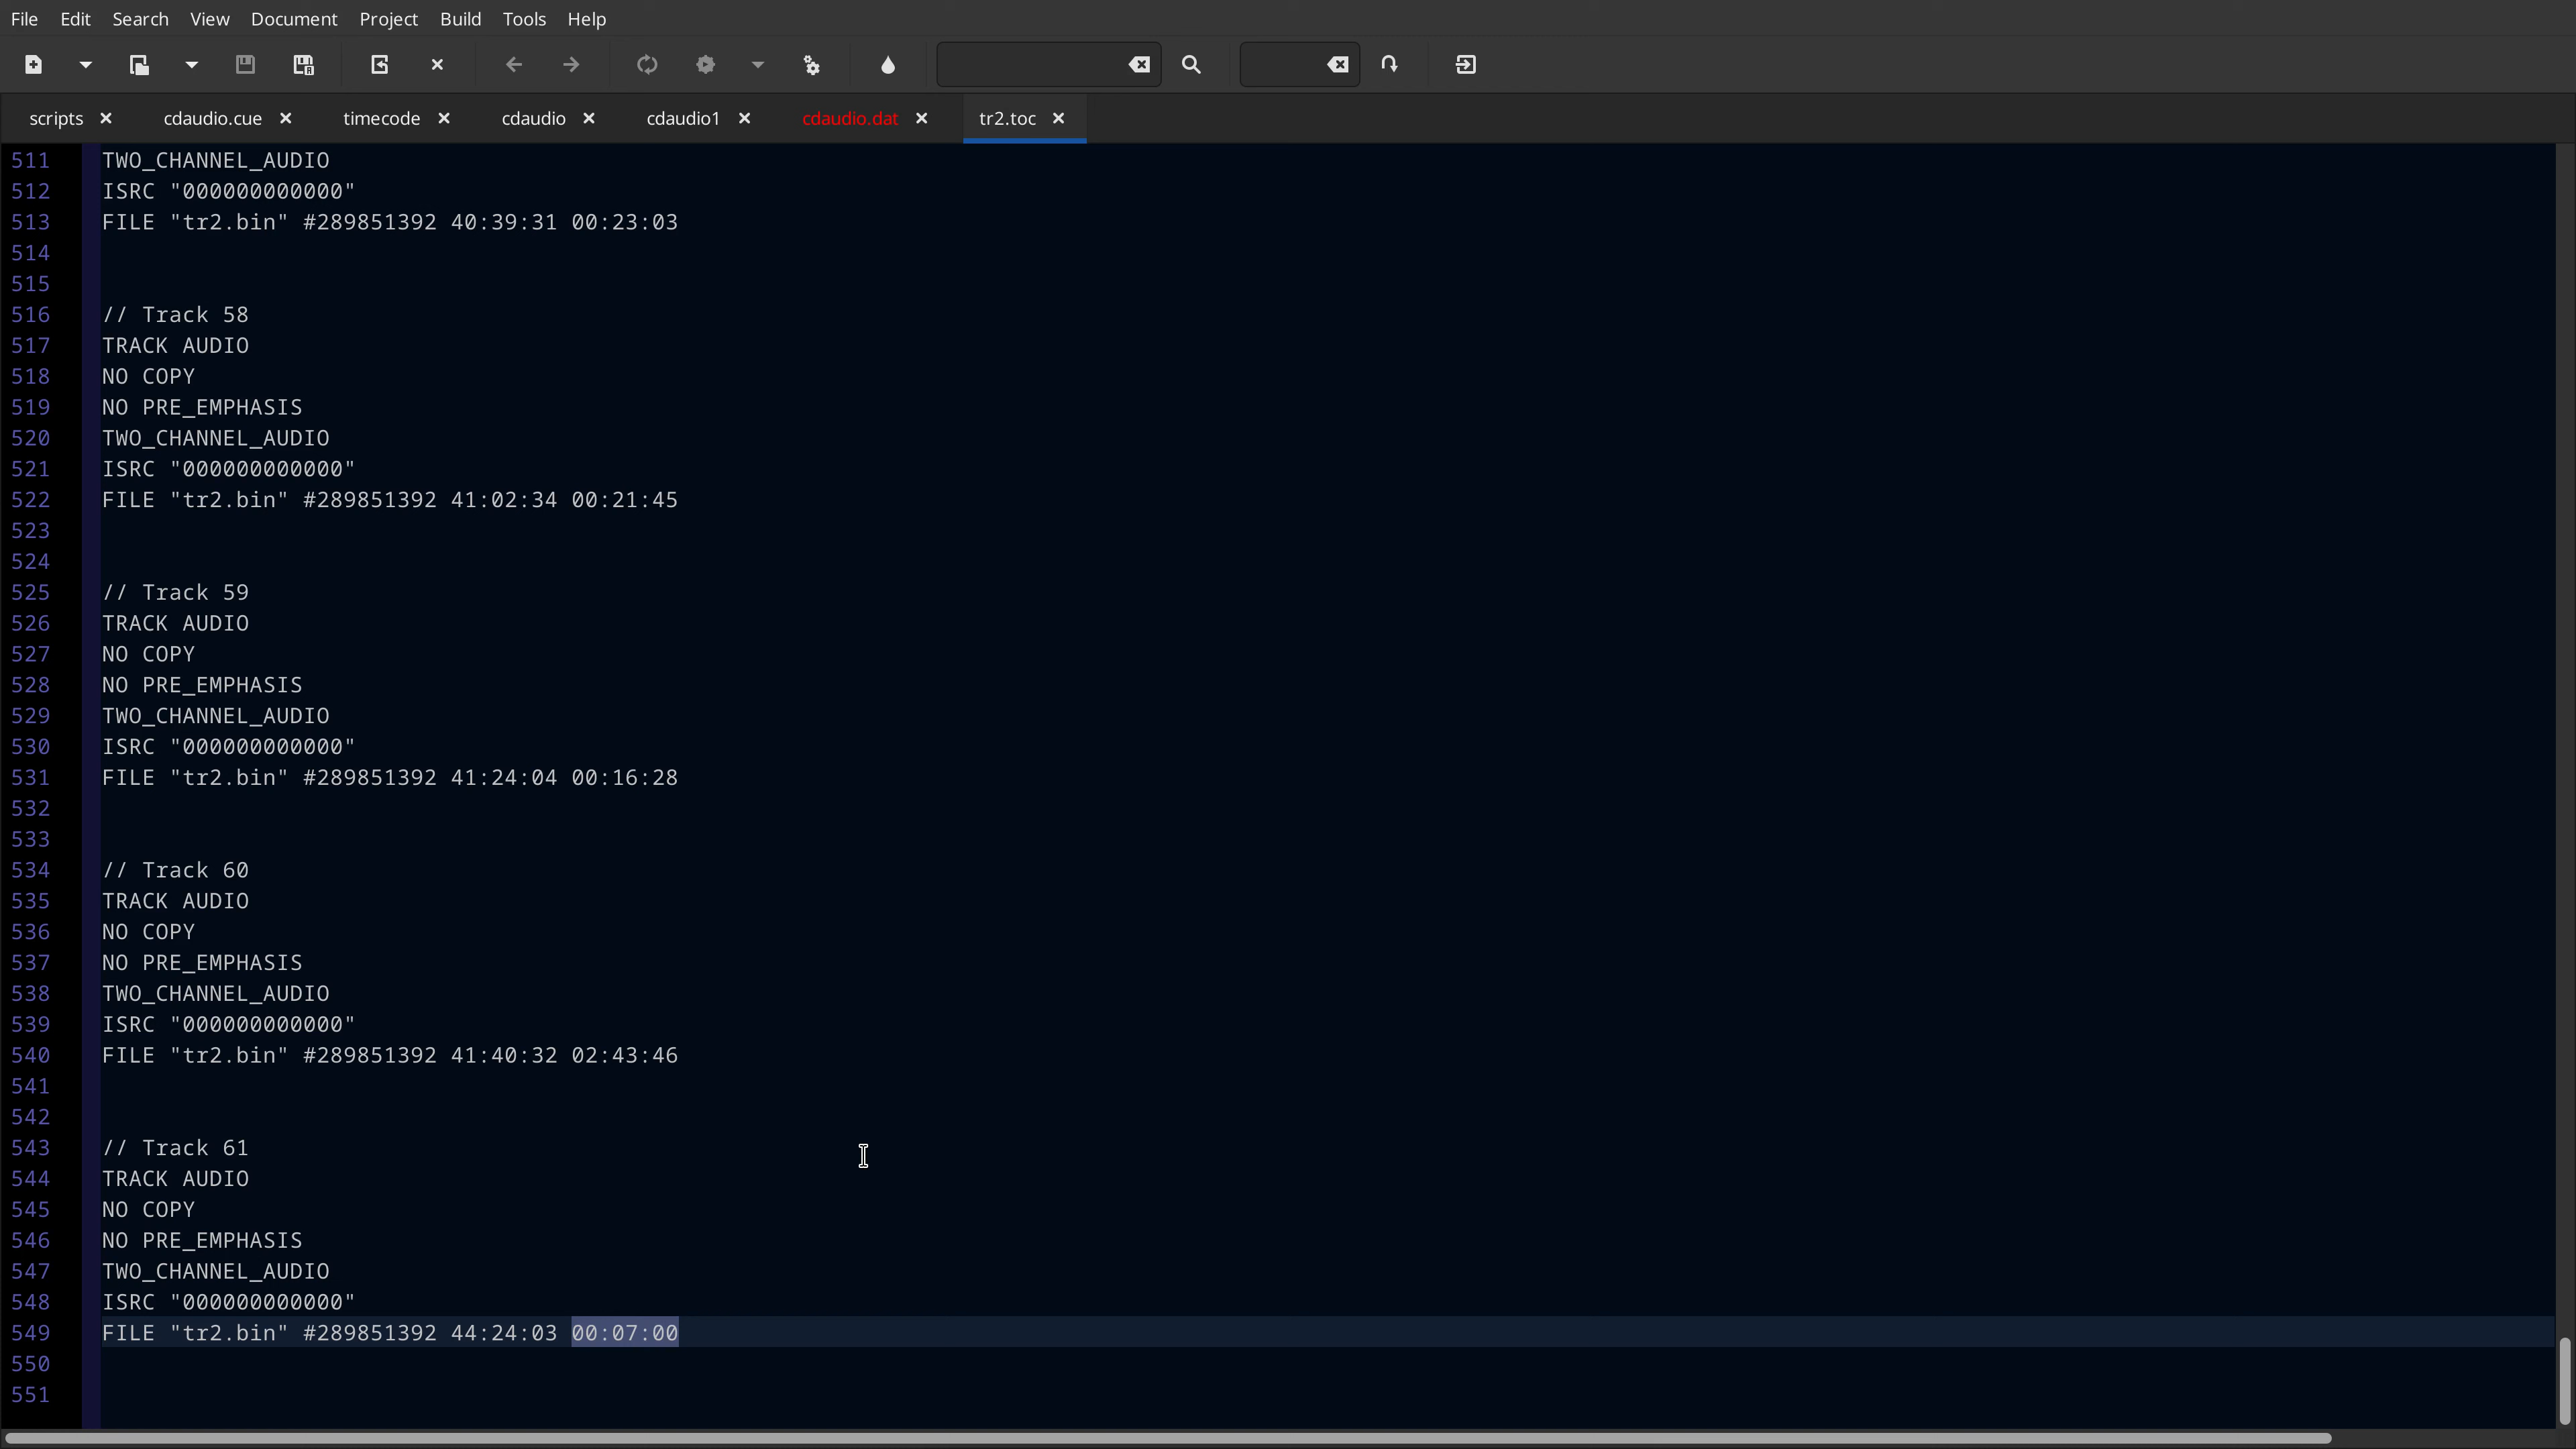 File Edit Search View Document Project Build Tools Help
scripts cdaudio.cue timecode cdaudio cdaudio1 cdaudio.dat tr2.toc
511 TWO_CHANNEL_AUDIO
512 ISRC "000000000000"
513 FILE "tr2.bin" #289851392 40:39:31 00:23:03
514
515
516 // Track 58
517 TRACK AUDIO
518 NO COPY
519 NO PRE_EMPHASIS
520 TWO_CHANNEL_AUDIO
521 ISRC "000000000000"
522 FILE "tr2.bin" #289851392 41:02:34 00:21:45
523
524
525 // Track 59
526 TRACK AUDIO
527 NO COPY
528 NO PRE_EMPHASIS
529 TWO_CHANNEL_AUDIO
530 ISRC "000000000000"
531 FILE "tr2.bin" #289851392 41:24:04 00:16:28
532
533
534 // Track 60
535 TRACK AUDIO
536 NO COPY
537 NO PRE_EMPHASIS
538 TWO_CHANNEL_AUDIO
539 ISRC "000000000000"
540 FILE "tr2.bin" #289851392 41:40:32 02:43:46
541
542
543 // Track 61
544 TRACK AUDIO
545 NO COPY
546 NO PRE_EMPHASIS
547 TWO_CHANNEL_AUDIO
548 ISRC "000000000000"
549 FILE "tr2.bin" #289851392 44:24:03 00:07:00
550
551